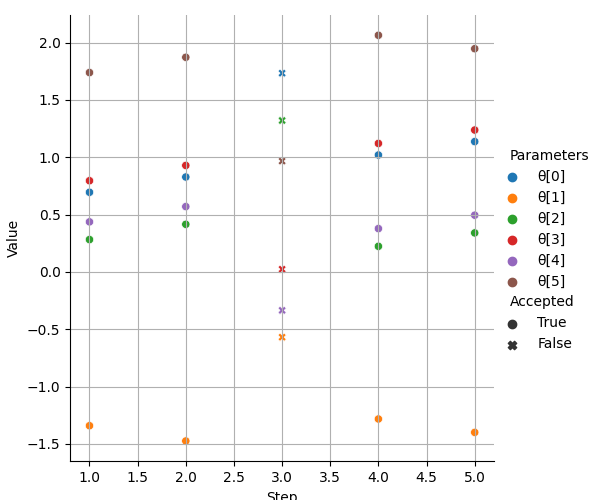 2.0
1.5
1.0
0.5
0.0
−0.5
−1.0
−1.5
Value
1.0 1.5 2.0 2.5 3.0 3.5 4.0 4.5 5.0
Step
Parameters
θ[0]
θ[1]
θ[2]
θ[3]
θ[4]
θ[5]
Accepted
True
False